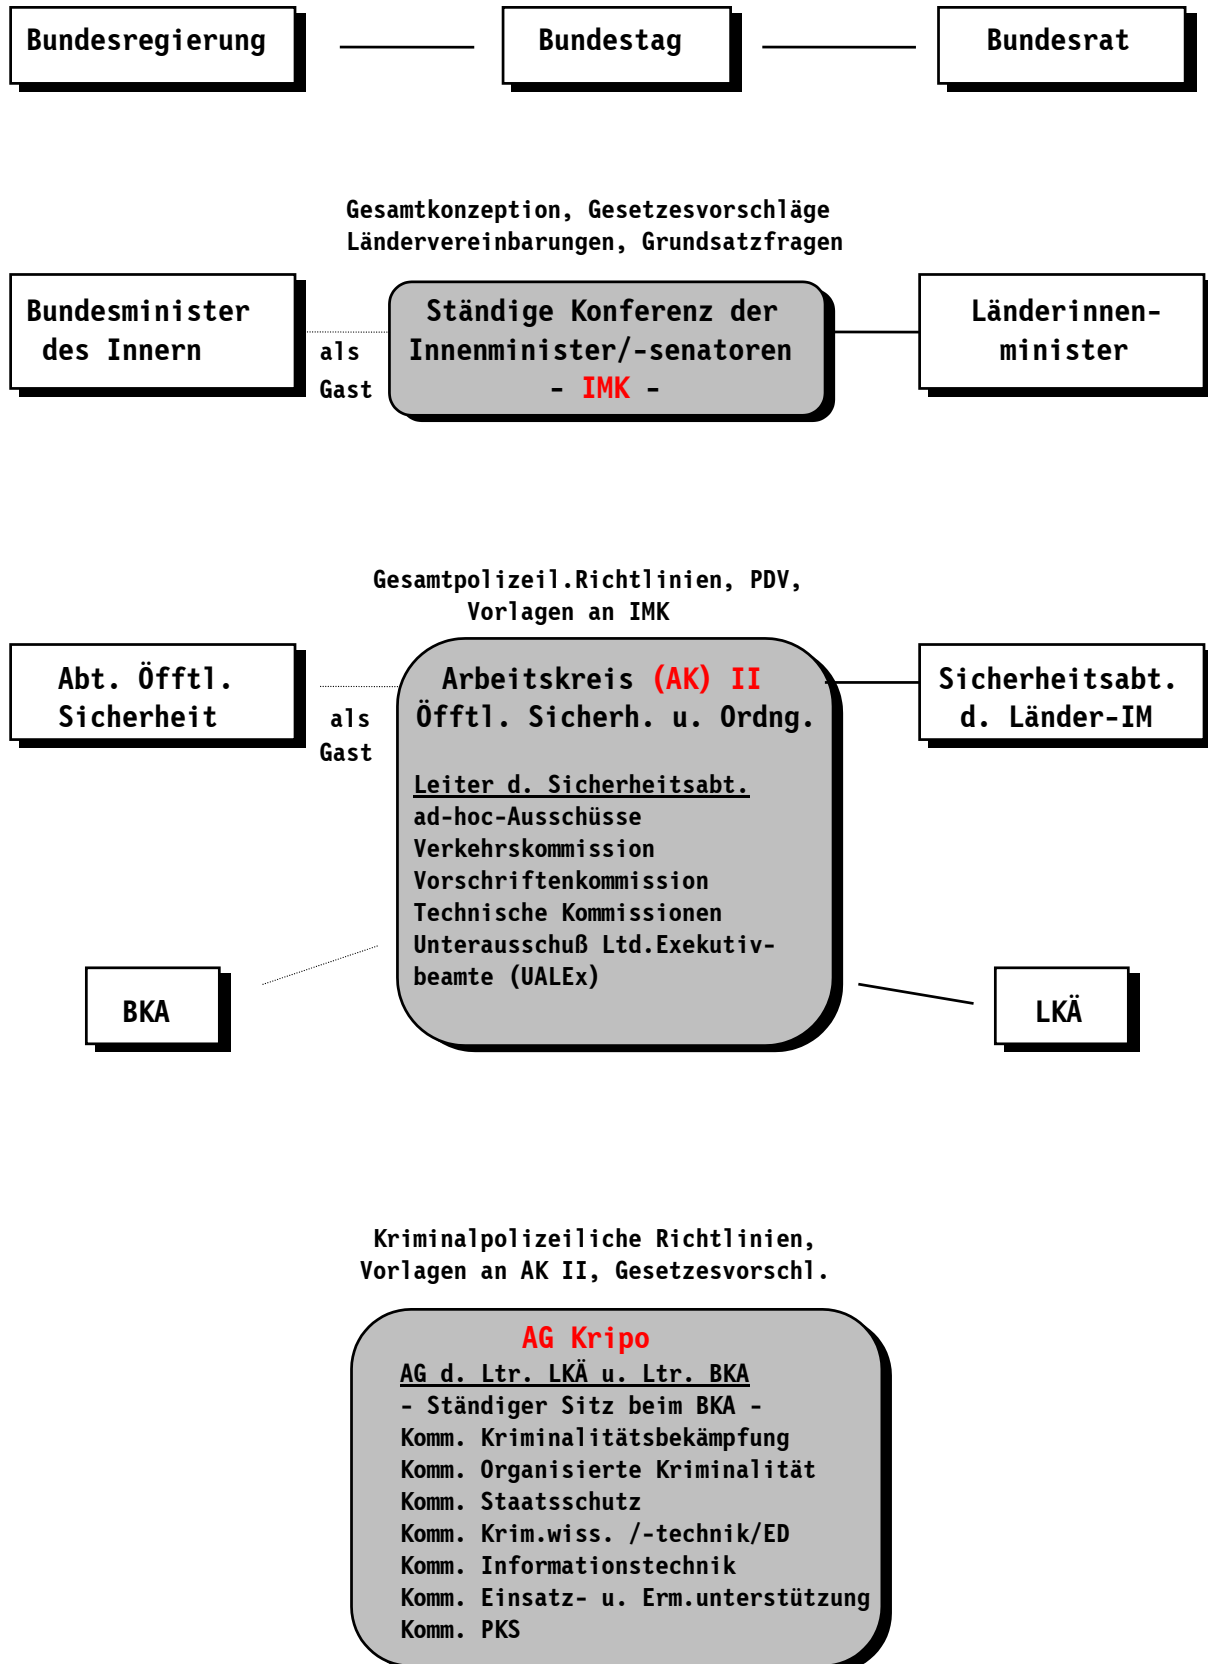 Bundesregierung
Bundestag
Bundesrat
Gesamtkonzeption, Gesetzesvorschläge
Ländervereinbarungen, Grundsatzfragen
Bundesminister
des Innern
als
Gast
Ständige Konferenz der
Innenminister/-senatoren
- IMK -
Länderinnen-
minister
Gesamtpolizeil.Richtlinien, PDV,
Vorlagen an IMK
Abt. Öfftl.
Sicherheit
als
Gast
Arbeitskreis (AK) II
Öfftl. Sicherh. u. Ordng.
Leiter d. Sicherheitsabt.
ad-hoc-Ausschüsse
Verkehrskommission
Vorschriftenkommission
Technische Kommissionen
Unterausschuß Ltd.Exekutiv-
beamte (UALEx)
Sicherheitsabt.
d. Länder-IM
BKA
LKÄ
Kriminalpolizeiliche Richtlinien,
Vorlagen an AK II, Gesetzesvorschl.
AG Kripo
AG d. Ltr. LKÄ u. Ltr. BKA
- Ständiger Sitz beim BKA -
Komm. Kriminalitätsbekämpfung
Komm. Organisierte Kriminalität
Komm. Staatsschutz
Komm. Krim.wiss. /-technik/ED
Komm. Informationstechnik
Komm. Einsatz- u. Erm.unterstützung
Komm. PKS